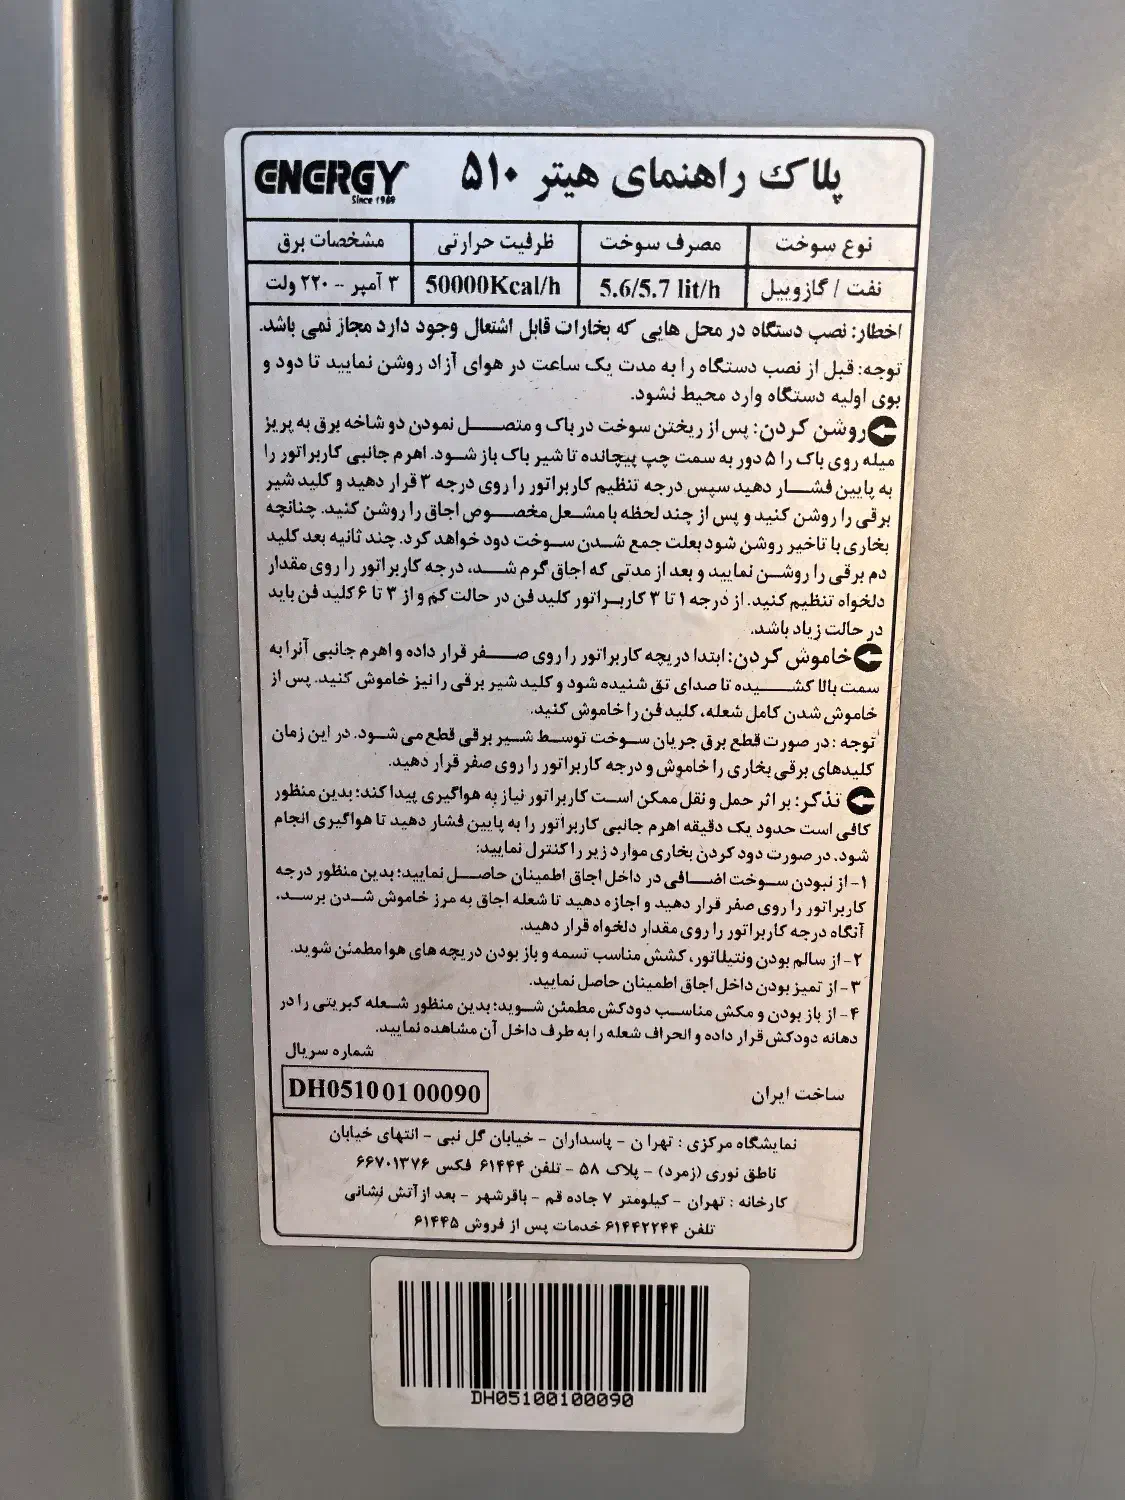 پلاک راهنمای هیتر ۵۱۰
ENERGY
Since 1989
نوع سوخت مصرف سوخت ظرفیت حرارتی مشخصات برق
نفت / گازوییل 5.6/5.7 lit/h 50000Kcal/h ۳ آمپر -- ۲۲۰ ولت
اخطار: نصب دستگاه در محل هایی که بخارات قابل اشتعال وجود دارد مجاز نمی باشد.
توجه: قبل از نصب دستگاه را به مدت یک ساعت در هوای آزاد روشن نمایید تا دود و
بوی اولیه دستگاه وارد محیط نشود.
روشن کردن: پس از ریختن سوخت در باک و متصل نمودن دو شاخه برق به پریز
میله روی باک را ۵ دور به سمت چپ پیچانده تا شیر باک باز شود. اهرم جانبی کاربراتور را
به پایین فشار دهید سپس درجه تنظیم کاربراتور را روی درجه ۳ قرار دهید و کلید شیر
برقی را روشن کنید و پس از چند لحظه با مشعل مخصوص اجاق را روشن کنید. چنانچه
بخاری با تاخیر روشن شود بعلت جمع شدن سوخت دود خواهد کرد. چند ثانیه بعد کلید
دم برقی را روشن نمایید و بعد از مدتی که اجاق گرم شد، درجه کاربراتور را روی مقدار
دلخواه تنظیم کنید. از درجه ۱ تا ۳ کاربراتور کلید فن در حالت کم و از ۳ تا ۶ کلید فن باید
در حالت زیاد باشد.
خاموش کردن: ابتدا دریچه کاربراتور را روی صفر قرار داده و اهرم جانبی آنرا به
سمت بالا کشیده تا صدای تق شنیده شود و کلید شیر برقی را نیز خاموش کنید. پس از
خاموش شدن کامل شعله، کلید فن را خاموش کنید.
توجه : در صورت قطع برق جریان سوخت توسط شیر برقی قطع می شود. در این زمان
کلیدهای برقی بخاری را خاموش و درجه کاربراتور را روی صفر قرار دهید.
تذکر: بر اثر حمل و نقل ممکن است کاربراتور نیاز به هواگیری پیدا کند؛ بدین منظور
کافی است حدود یک دقیقه اهرم جانبی کاربراتور را به پایین فشار دهید تا هواگیری انجام
شود. در صورت دود کردن بخاری موارد زیر را کنترل نمایید:
۱- از نبودن سوخت اضافی در داخل اجاق اطمینان حاصل نمایید؛ بدین منظور درجه
کاربراتور را روی صفر قرار دهید و اجازه دهید تا شعله اجاق به مرز خاموش شدن برسد،
آنگاه درجه کاربراتور را روی مقدار دلخواه قرار دهید.
۲- از سالم بودن ونتیلاتور، کشش مناسب تسمه و باز بودن دریچه های هوا مطمئن شوید.
۳- از تمیز بودن داخل اجاق اطمینان حاصل نمایید.
۴- از باز بودن و مکش مناسب دودکش مطمئن شوید؛ بدین منظور شعله کبریتی را در
دهانه دودکش قرار داده و انحراف شعله را به طرف داخل آن مشاهده نمایید.
شماره سریال
ساخت ایران
DH0510 01 00090
نمایشگاه مرکزی : تهران - پاسداران - خیابان گل نبی - انتهای خیابان
ناطق نوری (زمرد) - پلاک ۵۸ - تلفن ۶۱۴۴۴ فکس ۶۶۷۰۱۳۷۶
کارخانه : تهران - کیلومتر ۷ جاده قم - باقرشهر - بعد از آتش نشانی
تلفن ۶۱۴۴۲۲۴۴ خدمات پس از فروش ۶۱۴۴۵
DH05100100090